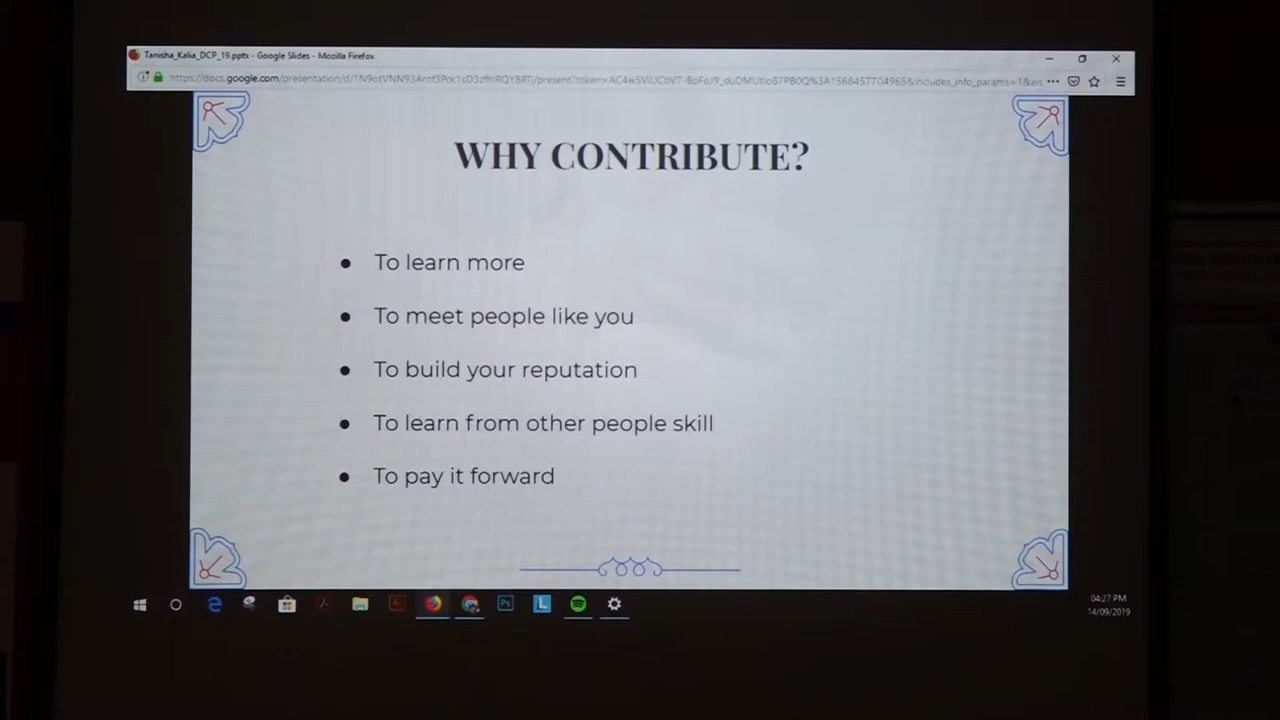 Tanisha_Kalia_DCP_19.pptx - Google Slides - Mozilla Firefox
WHY CONTRIBUTE?
To learn more
To meet people like you
To build your reputation
To learn from other people skill
To pay it forward
Ps
L
04:27 PM
14/09/2019